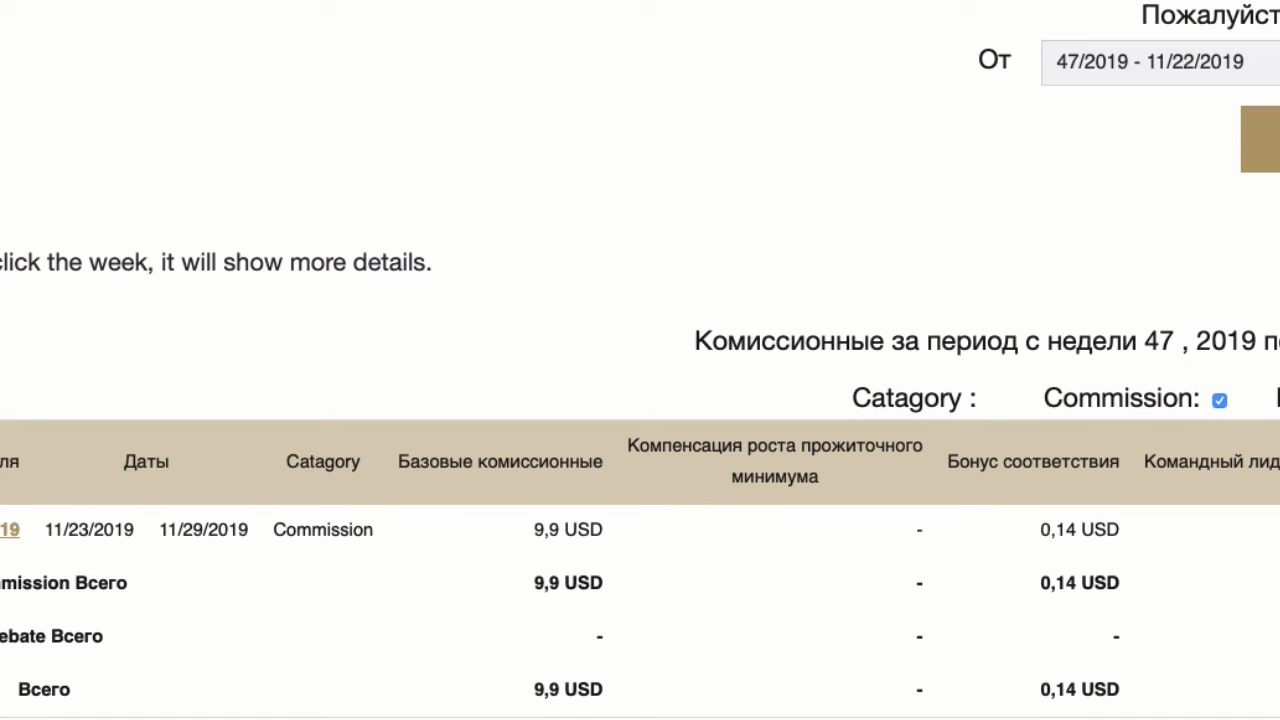 Пожалуйст
От 47/2019 - 11/22/2019
click the week, it will show more details.
Комиссионные за период с недели 47 , 2019 по
Catagory : Commission:
ля Даты Catagory Базовые комиссионные Компенсация роста прожиточного минимума Бонус соответствия Командный лид
19 11/23/2019 11/29/2019 Commission 9,9 USD - 0,14 USD
mmission Всего 9,9 USD - 0,14 USD
ebate Всего - - -
Всего 9,9 USD - 0,14 USD